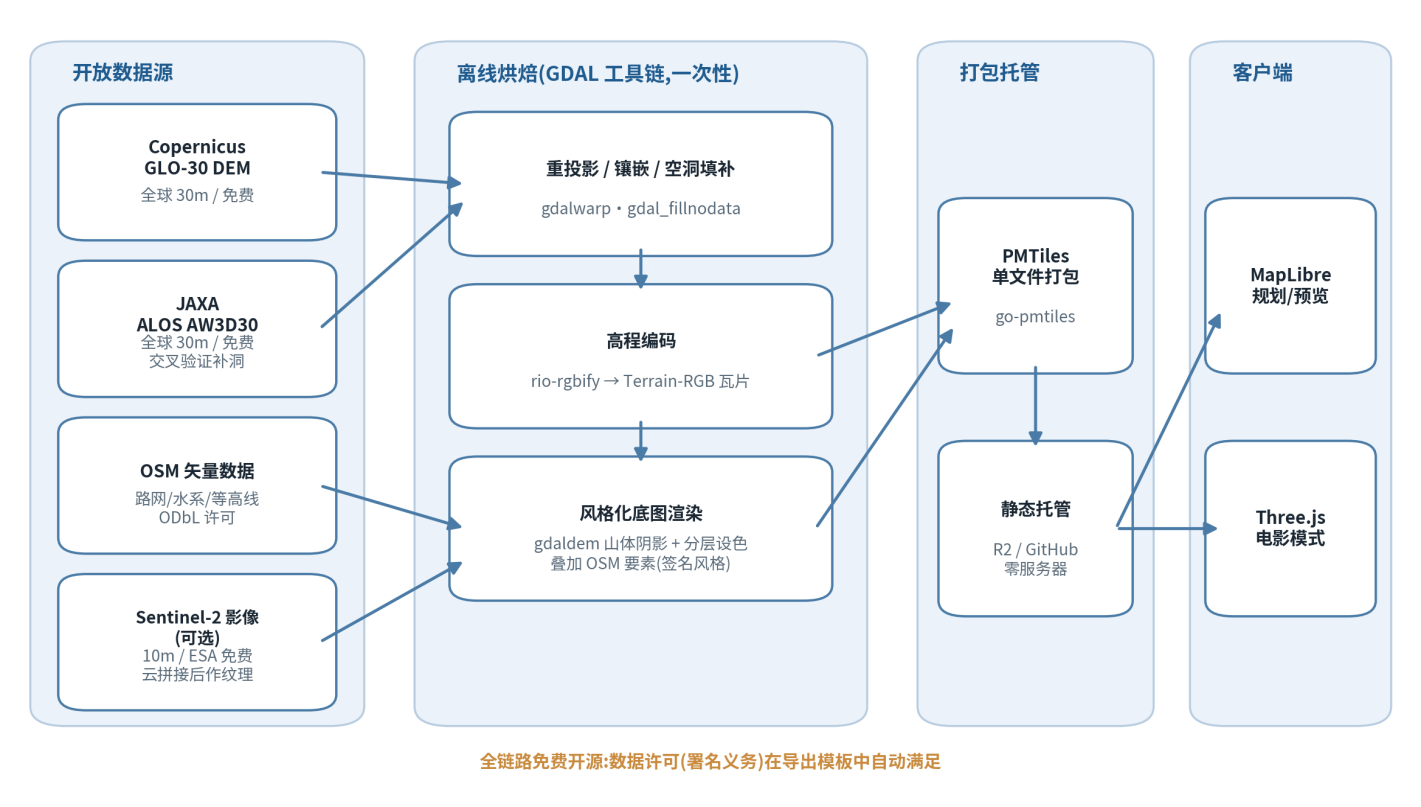 开放数据源
Copernicus
GLO-30 DEM
全球 30m / 免费
JAXA
ALOS AW3D30
全球 30m / 免费
交叉验证补洞
OSM 矢量数据
路网/水系/等高线
ODbL 许可
Sentinel-2 影像
(可选)
10m / ESA 免费
云拼接后作纹理
离线烘焙(GDAL 工具链,一次性)
重投影 / 镶嵌 / 空洞填补
gdalwarp・gdal_fillnodata
高程编码
rio-rgbify → Terrain-RGB 瓦片
风格化底图渲染
gdaldem 山体阴影 + 分层设色
叠加 OSM 要素(签名风格)
打包托管
PMTiles
单文件打包
go-pmtiles
静态托管
R2 / GitHub
零服务器
客户端
MapLibre
规划/预览
Three.js
电影模式
全链路免费开源:数据许可(署名义务)在导出模板中自动满足